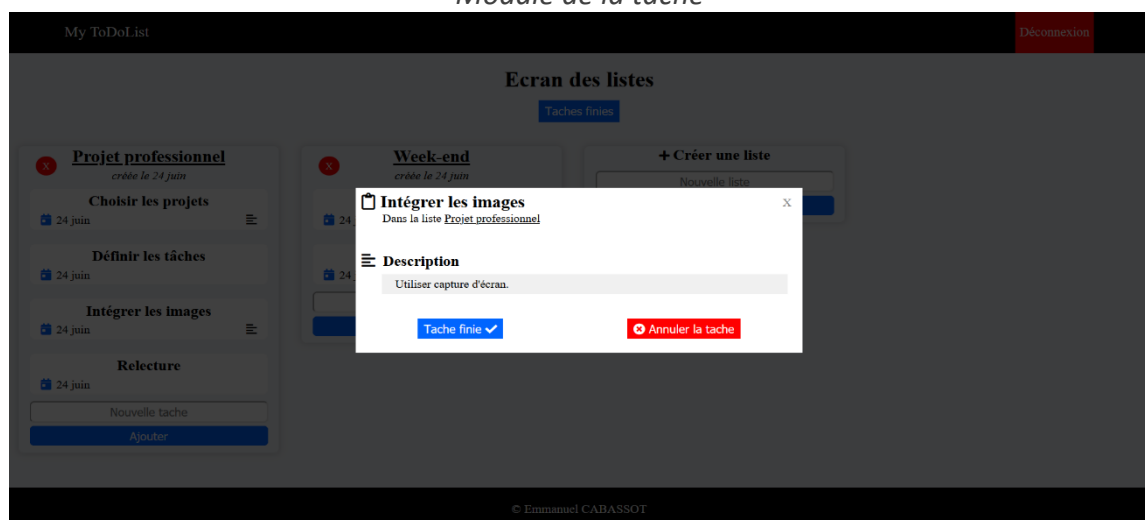 Module de la tache
My ToDoList
Déconnexion
Ecran des listes
Taches finies
X
Projet professionnel
créée le 24 juin
Choisir les projets
24 juin
Définir les tâches
24 juin
Intégrer les images
24 juin
Relecture
24 juin
Nouvelle tache
Ajouter
X
Week-end
créée le 24 juin
24
24
+ Créer une liste
Nouvelle liste
Intégrer les images
X
Dans la liste Projet professionnel
Description
Utiliser capture d'écran.
Tache finie
Annuler la tache
© Emmanuel CABASSOT